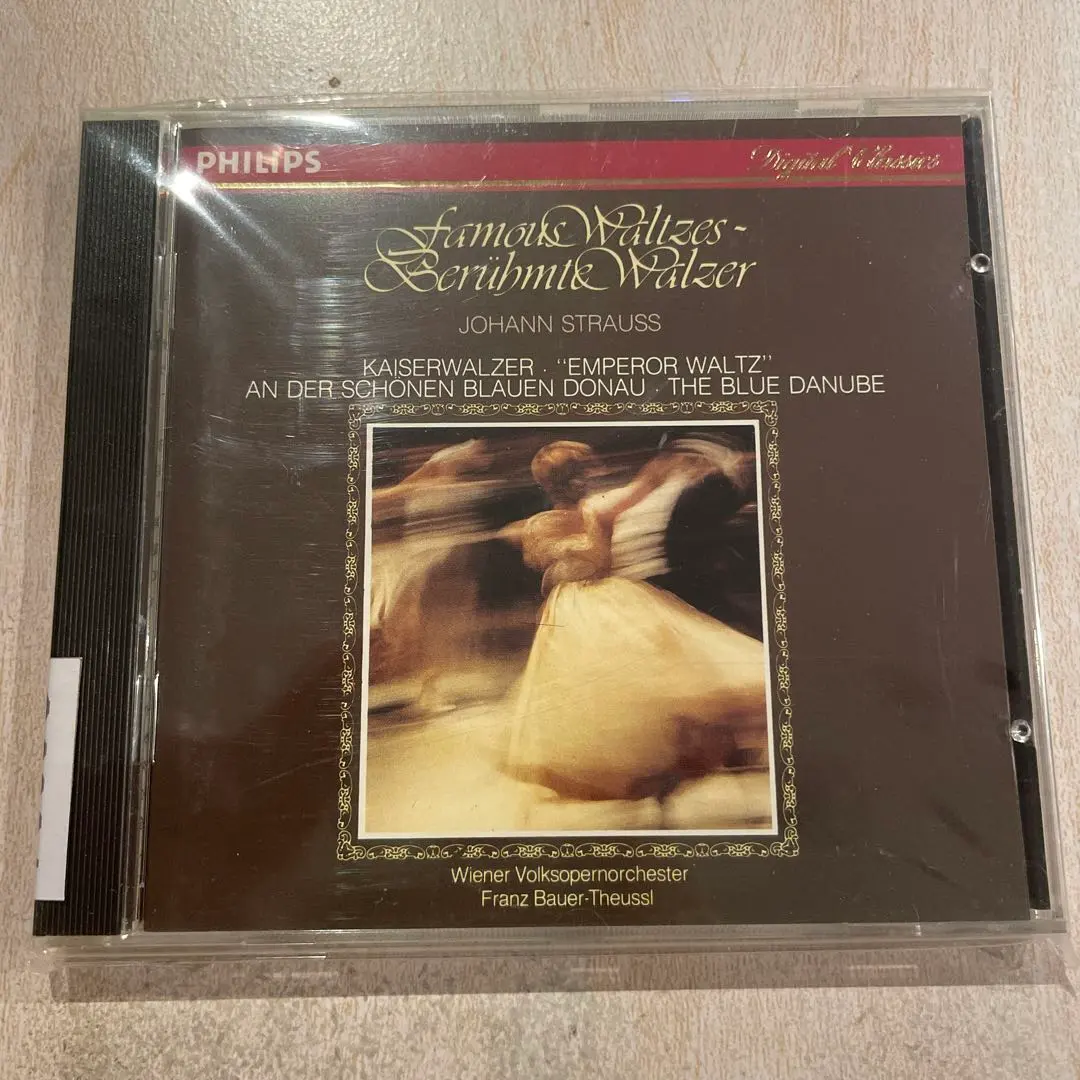 PHILIPS
Digital Classics
Famous Waltzes -
Berühmte Walzer
JOHANN STRAUSS
KAISERWALZER · "EMPEROR WALTZ"
AN DER SCHÖNEN BLAUEN DONAU · THE BLUE DANUBE
Wiener Volksopernorchester
Franz Bauer-Theussl